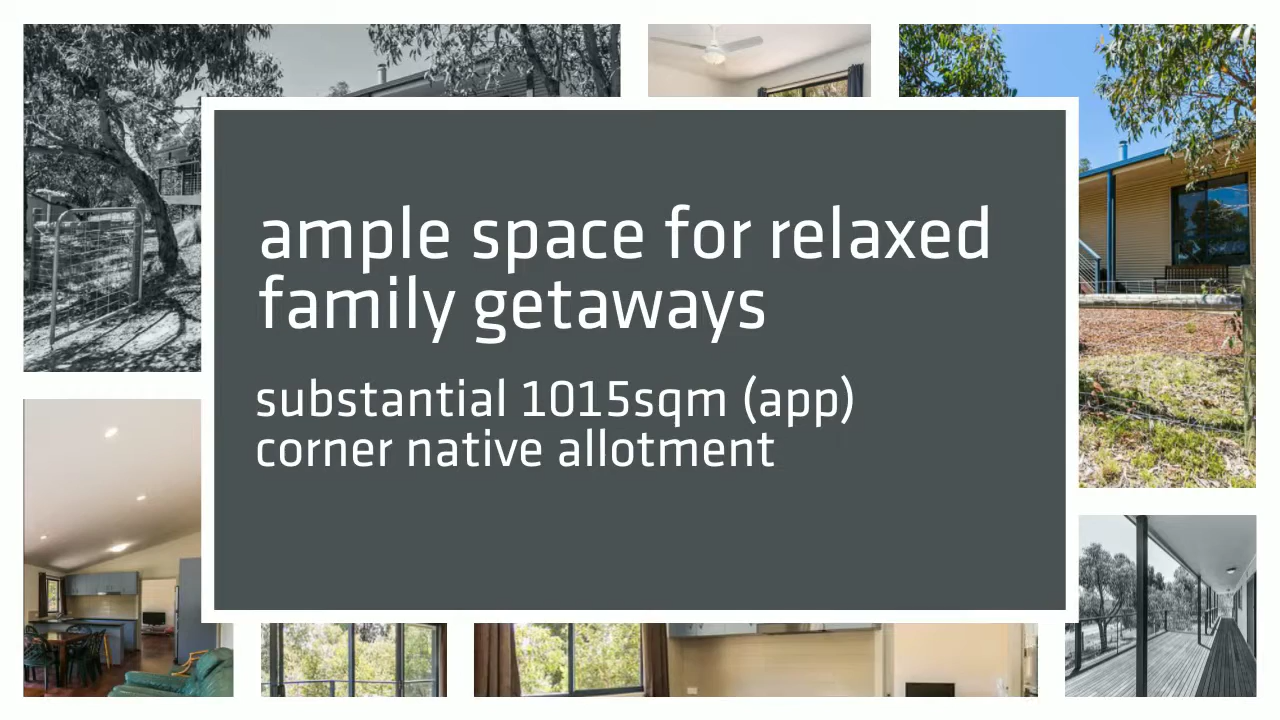 ample space for relaxed
family getaways
substantial 1015sqm (app)
corner native allotment